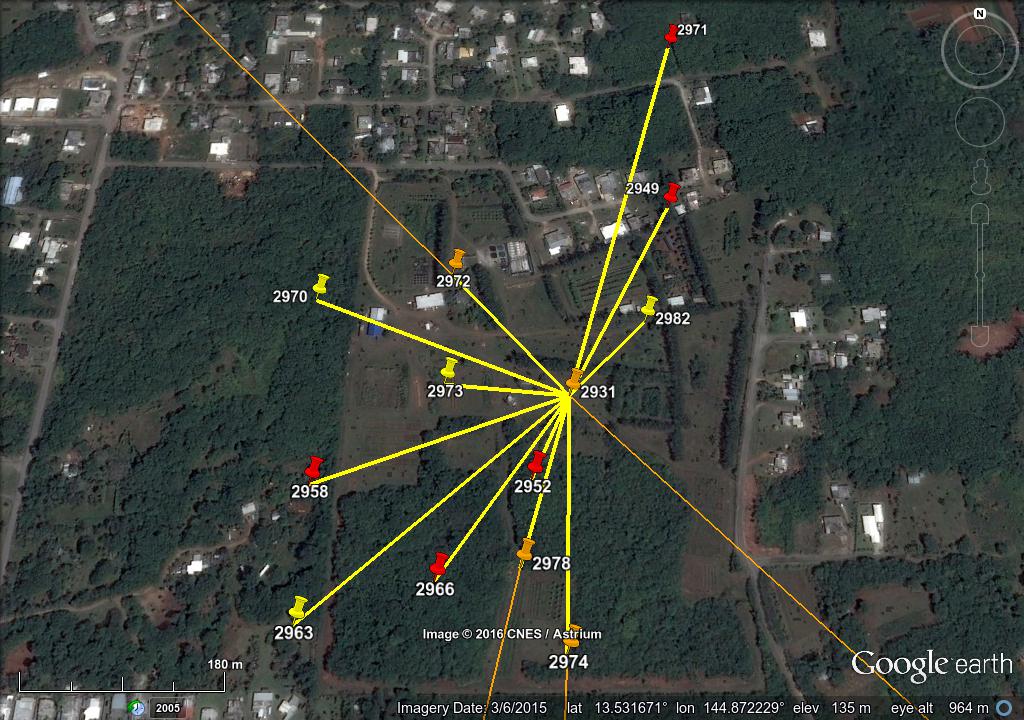 N
2971
2949
2972
2970
2982
2973
2931
2958
2952
2978
2966
2963
Image © 2016 CNES / Astrium
2974
180 m
Google earth
2005
Imagery Date: 3/6/2015 lat 13.531671° lon 144.872229° elev 135 m eye alt 964 m